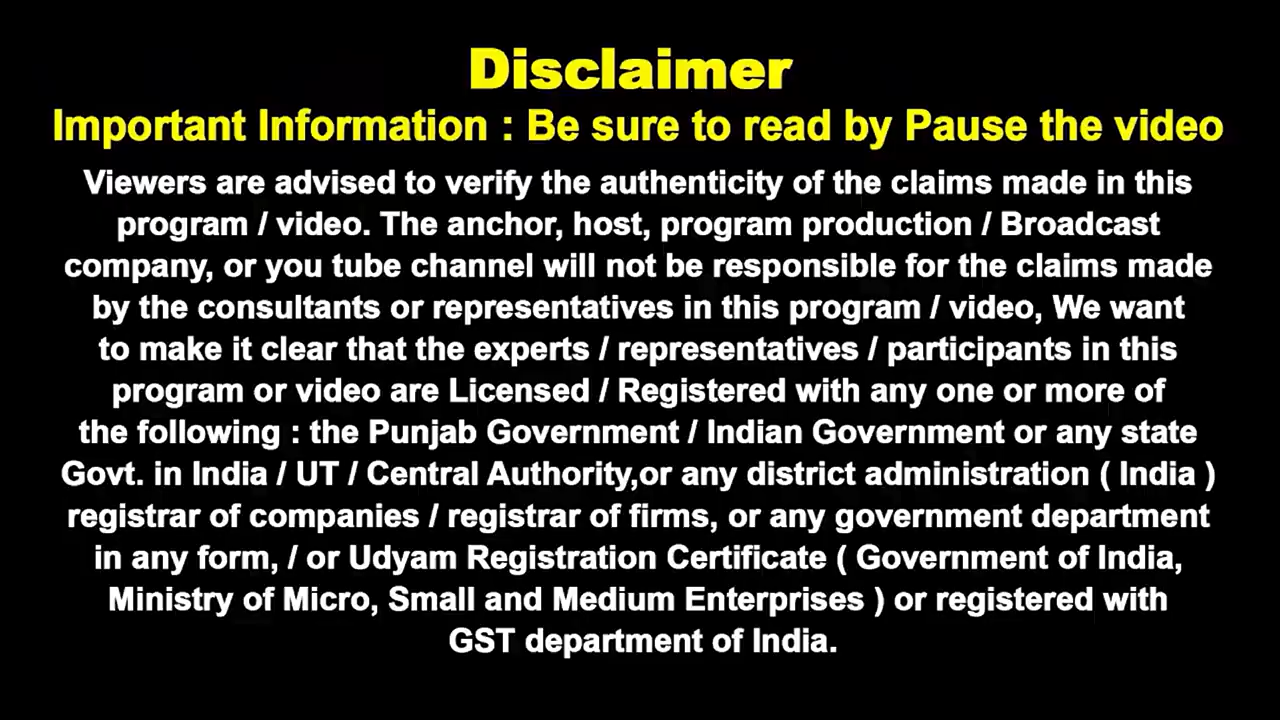 Disclaimer
Important Information : Be sure to read by Pause the video
Viewers are advised to verify the authenticity of the claims made in this
program / video. The anchor, host, program production / Broadcast
company, or you tube channel will not be responsible for the claims made
by the consultants or representatives in this program / video, We want
to make it clear that the experts / representatives / participants in this
program or video are Licensed / Registered with any one or more of
the following : the Punjab Government / Indian Government or any state
Govt. in India / UT / Central Authority,or any district administration ( India )
registrar of companies / registrar of firms, or any government department
in any form, / or Udyam Registration Certificate ( Government of India,
Ministry of Micro, Small and Medium Enterprises ) or registered with
GST department of India.